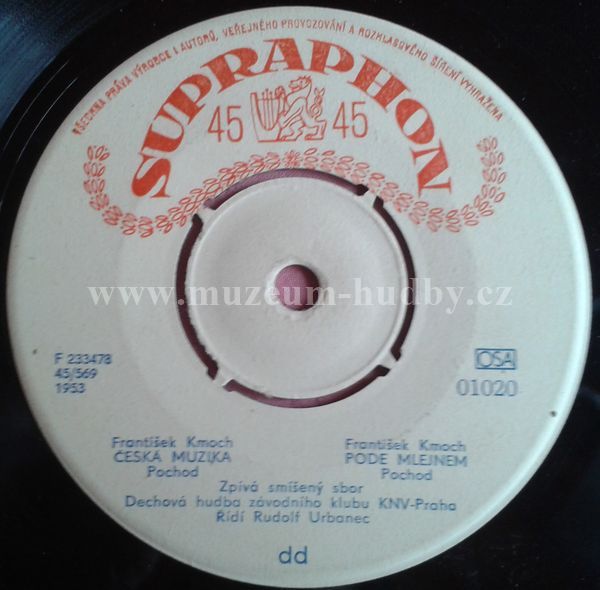 VŠECHNA PRÁVA VÝROBCE I AUTORŮ, VEŘEJNÉHO PROVOZOVÁNÍ A ROZHLASOVÉHO ŠÍŘENÍ VYHRAŽENA
SUPRAPHON
45 45
www.muzeum-hudby.cz
F 233478
45/569
1953
OSA
01020
František Kmoch
ČESKÁ MUZIKA
Pochod
František Kmoch
PODE MLEJNEM
Pochod
Zpívá smíšený sbor
Dechová hudba závodního klubu KNV-Praha
Řídí Rudolf Urbanec
dd